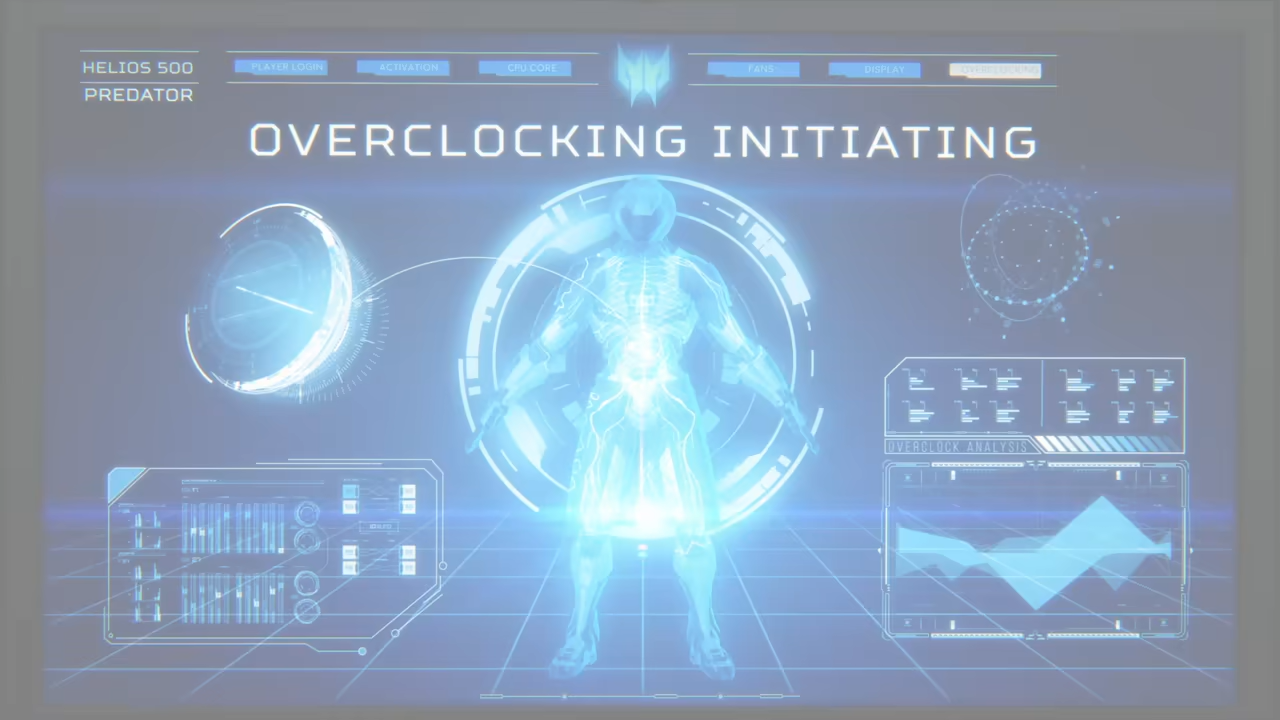 HELIOS 500
PREDATOR
PLAYER LOGIN
ACTIVATION
CPU CORE
FANS
DISPLAY
OVERCLOCKING
OVERCLOCKING INITIATING
OVERCLOCK ANALYSIS